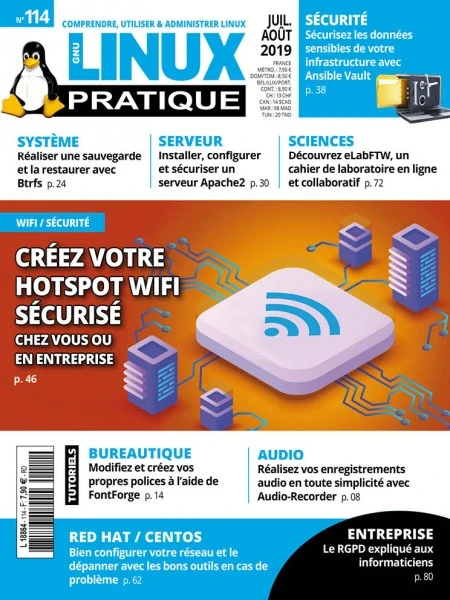 N° 114
COMPRENDRE, UTILISER & ADMINISTRER LINUX
GNU
LINUX
PRATIQUE
JUIL.
AOÛT
2019
FRANCE
MÉTRO. : 7,90 €
DOM/TOM : 8,50 €
BEL/LUX/PORT.
CONT. : 8,90 €
CH : 13 CHF
CAN : 14 $CAD
MAR : 98 MAD
TUN : 20 TND
SÉCURITÉ
Sécurisez les données
sensibles de votre
infrastructure avec
Ansible Vault
p. 38
SYSTÈME
Réaliser une sauvegarde
et la restaurer avec
Btrfs p. 24
SERVEUR
Installer, configurer
et sécuriser un
serveur Apache2 p. 30
SCIENCES
Découvrez eLabFTW, un
cahier de laboratoire en ligne
et collaboratif p. 72
WIFI / SÉCURITÉ
CRÉEZ VOTRE
HOTSPOT WIFI
SÉCURISÉ
CHEZ VOUS OU
EN ENTREPRISE
p. 46
L 18864 - 114 - F: 7,90 € - RD
TUTORIELS
BUREAUTIQUE
Modifiez et créez vos
propres polices à l'aide de
FontForge p. 14
AUDIO
Réalisez vos enregistrements
audio en toute simplicité avec
Audio-Recorder p. 08
RED HAT / CENTOS
Bien configurer votre réseau et le
dépanner avec les bons outils en cas de
problème p. 62
ENTREPRISE
Le RGPD expliqué aux
informaticiens
p. 80